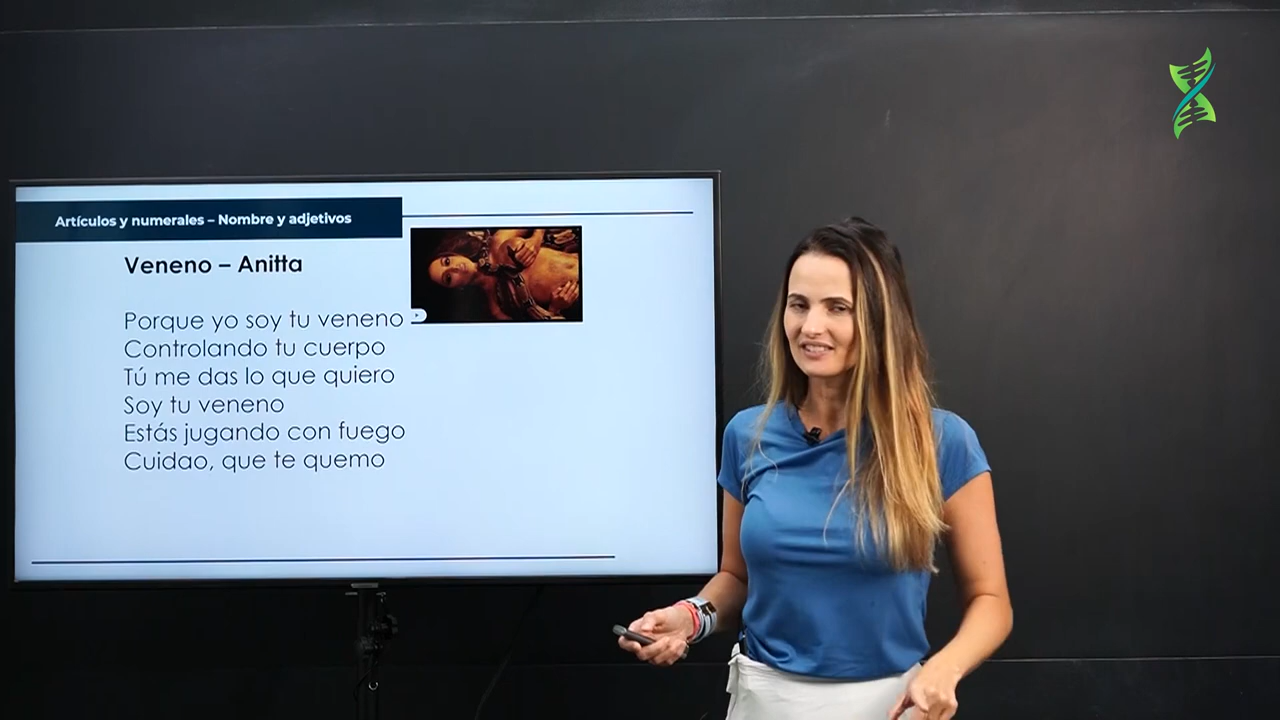 Artículos y numerales – Nombre y adjetivos
Veneno – Anitta
Porque yo soy tu veneno
Controlando tu cuerpo
Tú me das lo que quiero
Soy tu veneno
Estás jugando con fuego
Cuidao, que te quemo